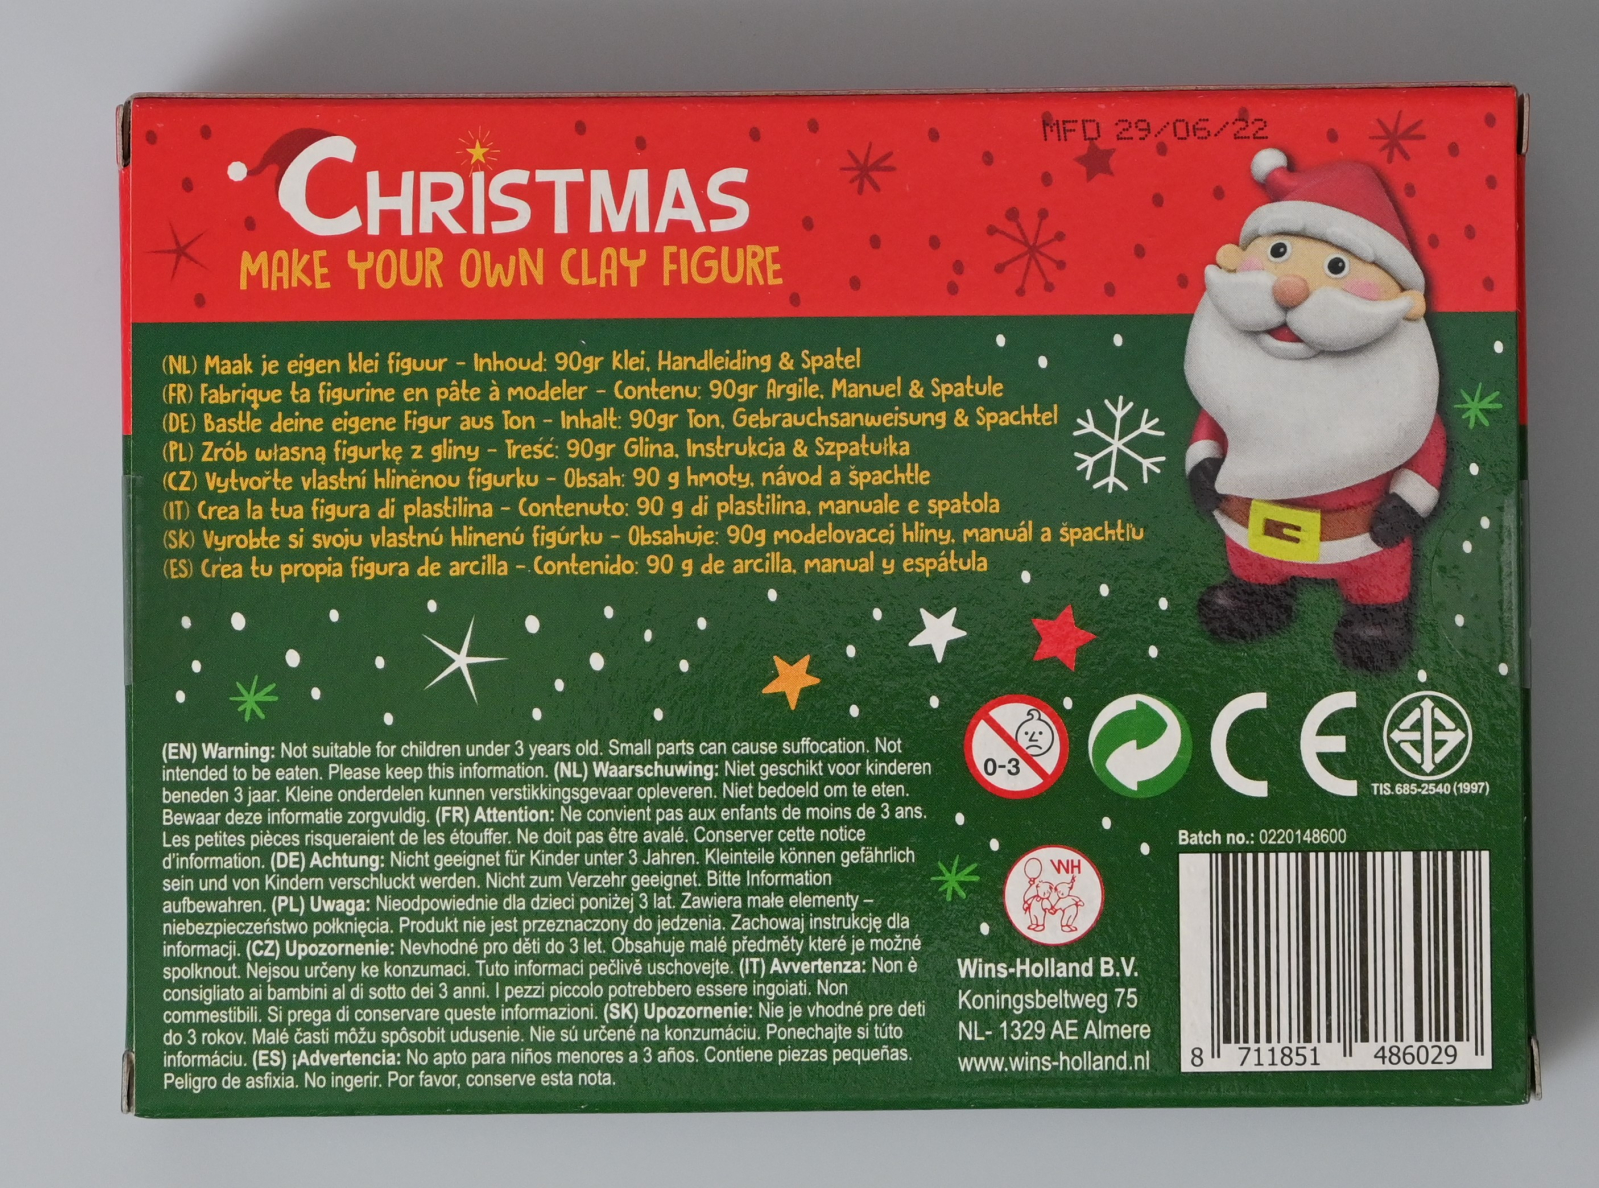 MFD 29/06/22
CHRISTMAS
MAKE YOUR OWN CLAY FIGURE
(NL) Maak je eigen klei figuur – Inhoud: 90gr Klei, Handleiding & Spatel
(FR) Fabrique ta figurine en pâte à modeler – Contenu: 90gr Argile, Manuel & Spatule
(DE) Bastle deine eigene Figur aus Ton – Inhalt: 90gr Ton, Gebrauchsanweisung & Spachtel
(PL) Zrób własną figurkę z gliny – Treść: 90gr Glina, Instrukcja & Szpatułka
(CZ) Vytvořte vlastní hliněnou figurku – Obsah: 90 g hmoty, návod a špachtle
(IT) Crea la tua figura di plastilina – Contenuto: 90 g di plastilina, manuale e spatola
(SK) Vyrobte si svoju vlastnú hlinenú figúrku – Obsahuje: 90g modelovacej hliny, manuál a špachtľu
(ES) Crea tu propia figura de arcilla – Contenido: 90 g de arcilla, manual y espátula
(EN) Warning: Not suitable for children under 3 years old. Small parts can cause suffocation. Not
intended to be eaten. Please keep this information. (NL) Waarschuwing: Niet geschikt voor kinderen
beneden 3 jaar. Kleine onderdelen kunnen verstikkingsgevaar opleveren. Niet bedoeld om te eten.
Bewaar deze informatie zorgvuldig. (FR) Attention: Ne convient pas aux enfants de moins de 3 ans.
Les petites pièces risqueraient de les étouffer. Ne doit pas être avalé. Conserver cette notice
d'information. (DE) Achtung: Nicht geeignet für Kinder unter 3 Jahren. Kleinteile können gefährlich
sein und von Kindern verschluckt werden. Nicht zum Verzehr geeignet. Bitte Information
aufbewahren. (PL) Uwaga: Nieodpowiednie dla dzieci poniżej 3 lat. Zawiera małe elementy –
niebezpieczeństwo połknięcia. Produkt nie jest przeznaczony do jedzenia. Zachowaj instrukcję dla
informacji. (CZ) Upozornenie: Nevhodné pro děti do 3 let. Obsahuje malé předměty které je možné
spolknout. Nejsou určeny ke konzumaci. Tuto informaci pečlivě uschovejte. (IT) Avvertenza: Non è
consigliato ai bambini al di sotto dei 3 anni. I pezzi piccolo potrebbero essere ingoiati. Non
commestibili. Si prega di conservare queste informazioni. (SK) Upozornenie: Nie je vhodné pre deti
do 3 rokov. Malé časti môžu spôsobit udusenie. Nie sú určené na konzumáciu. Ponechajte si túto
informáciu. (ES) ¡Advertencia: No apto para niños menores a 3 años. Contiene piezas pequeñas.
Peligro de asfixia. No ingerir. Por favor, conserve esta nota.
0-3
CE
TIS.685-2540 (1997)
WH
Wins-Holland B.V.
Koningsbeltweg 75
NL- 1329 AE Almere
www.wins-holland.nl
Batch no.: 0220148600
8 711851 486029